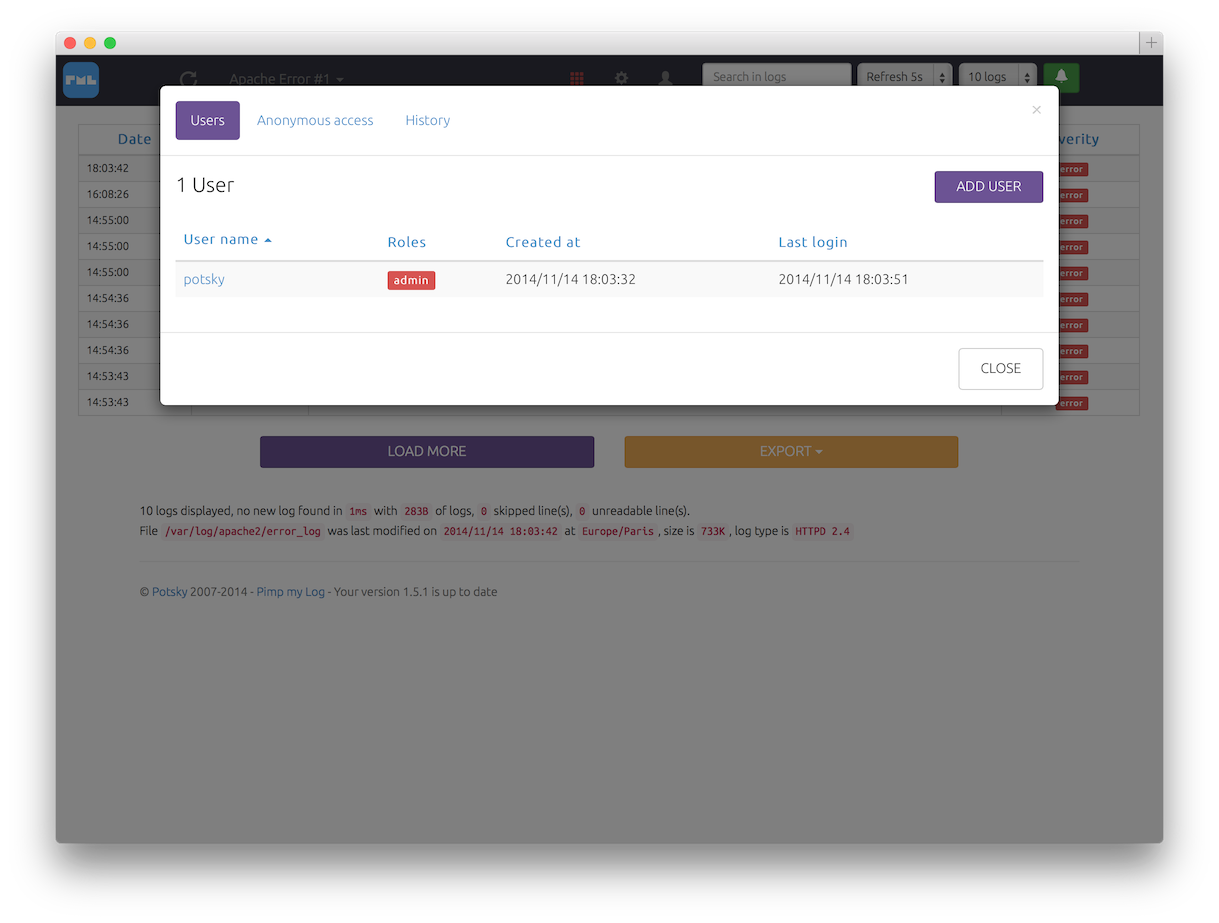 PML Apache Error #1 Search in logs Refresh 5s 10 logs
Users Anonymous access History ×
Date
1 User ADD USER
User name Roles Created at Last login
potsky admin 2014/11/14 18:03:32 2014/11/14 18:03:51
CLOSE
18:03:42 error
16:08:26 error
14:55:00 error
14:55:00 error
14:55:00 error
14:54:36 error
14:54:36 error
14:54:36 error
14:53:43 error
14:53:43 error
LOAD MORE EXPORT
10 logs displayed, no new log found in 1ms with 283B of logs, 0 skipped line(s), 0 unreadable line(s).
File /var/log/apache2/error_log was last modified on 2014/11/14 18:03:42 at Europe/Paris , size is 733K , log type is HTTPD 2.4
© Potsky 2007-2014 - Pimp my Log - Your version 1.5.1 is up to date